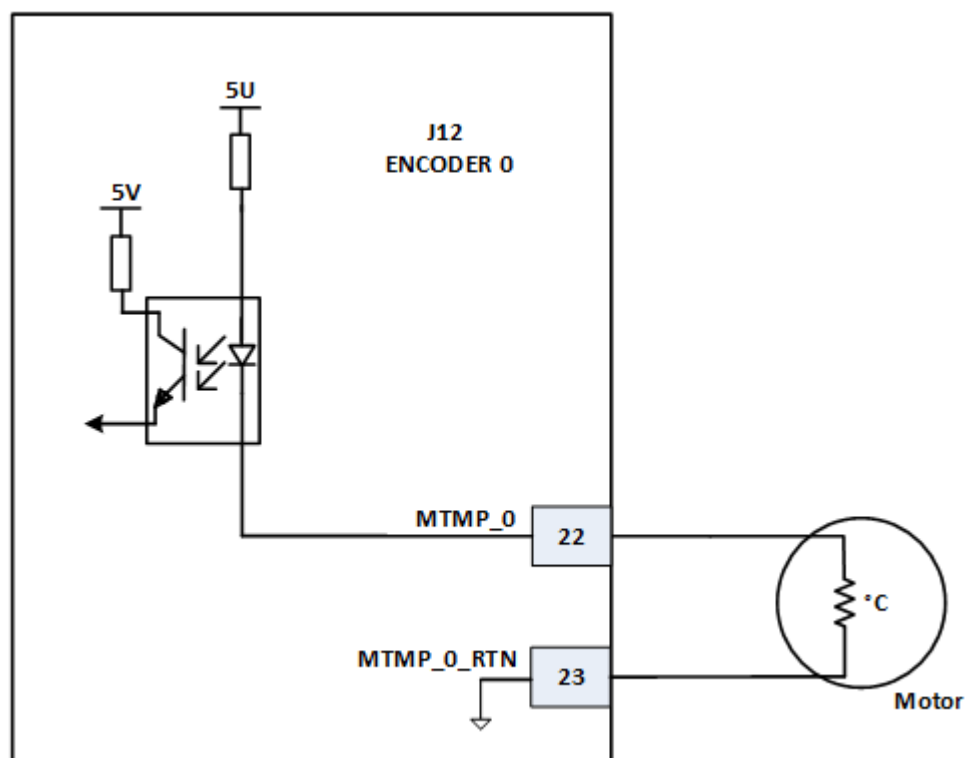 5U
J12
ENCODER 0
5V
MTMP_0
22
°C
MTMP_0_RTN
23
Motor